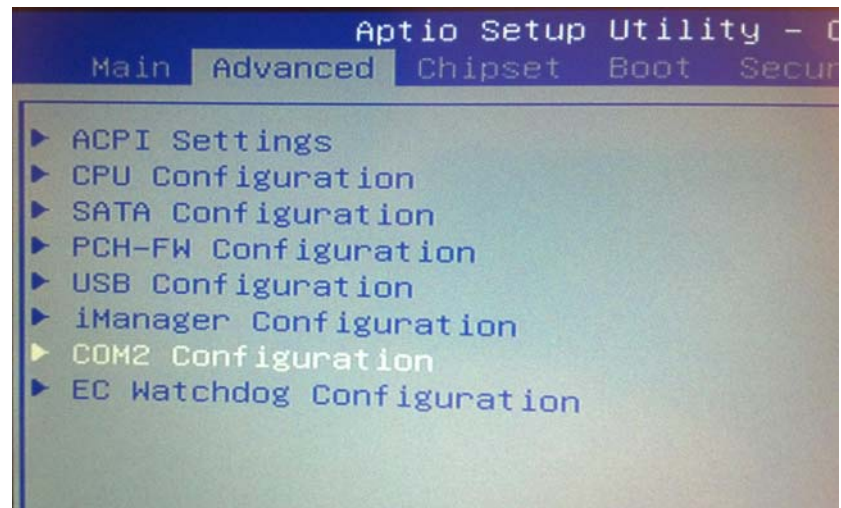 Aptio Setup Utility –
Main Advanced Chipset Boot
ACPI Settings
CPU Configuration
SATA Configuration
PCH-FW Configuration
USB Configuration
iManager Configuration
COM2 Configuration
EC Watchdog Configuration